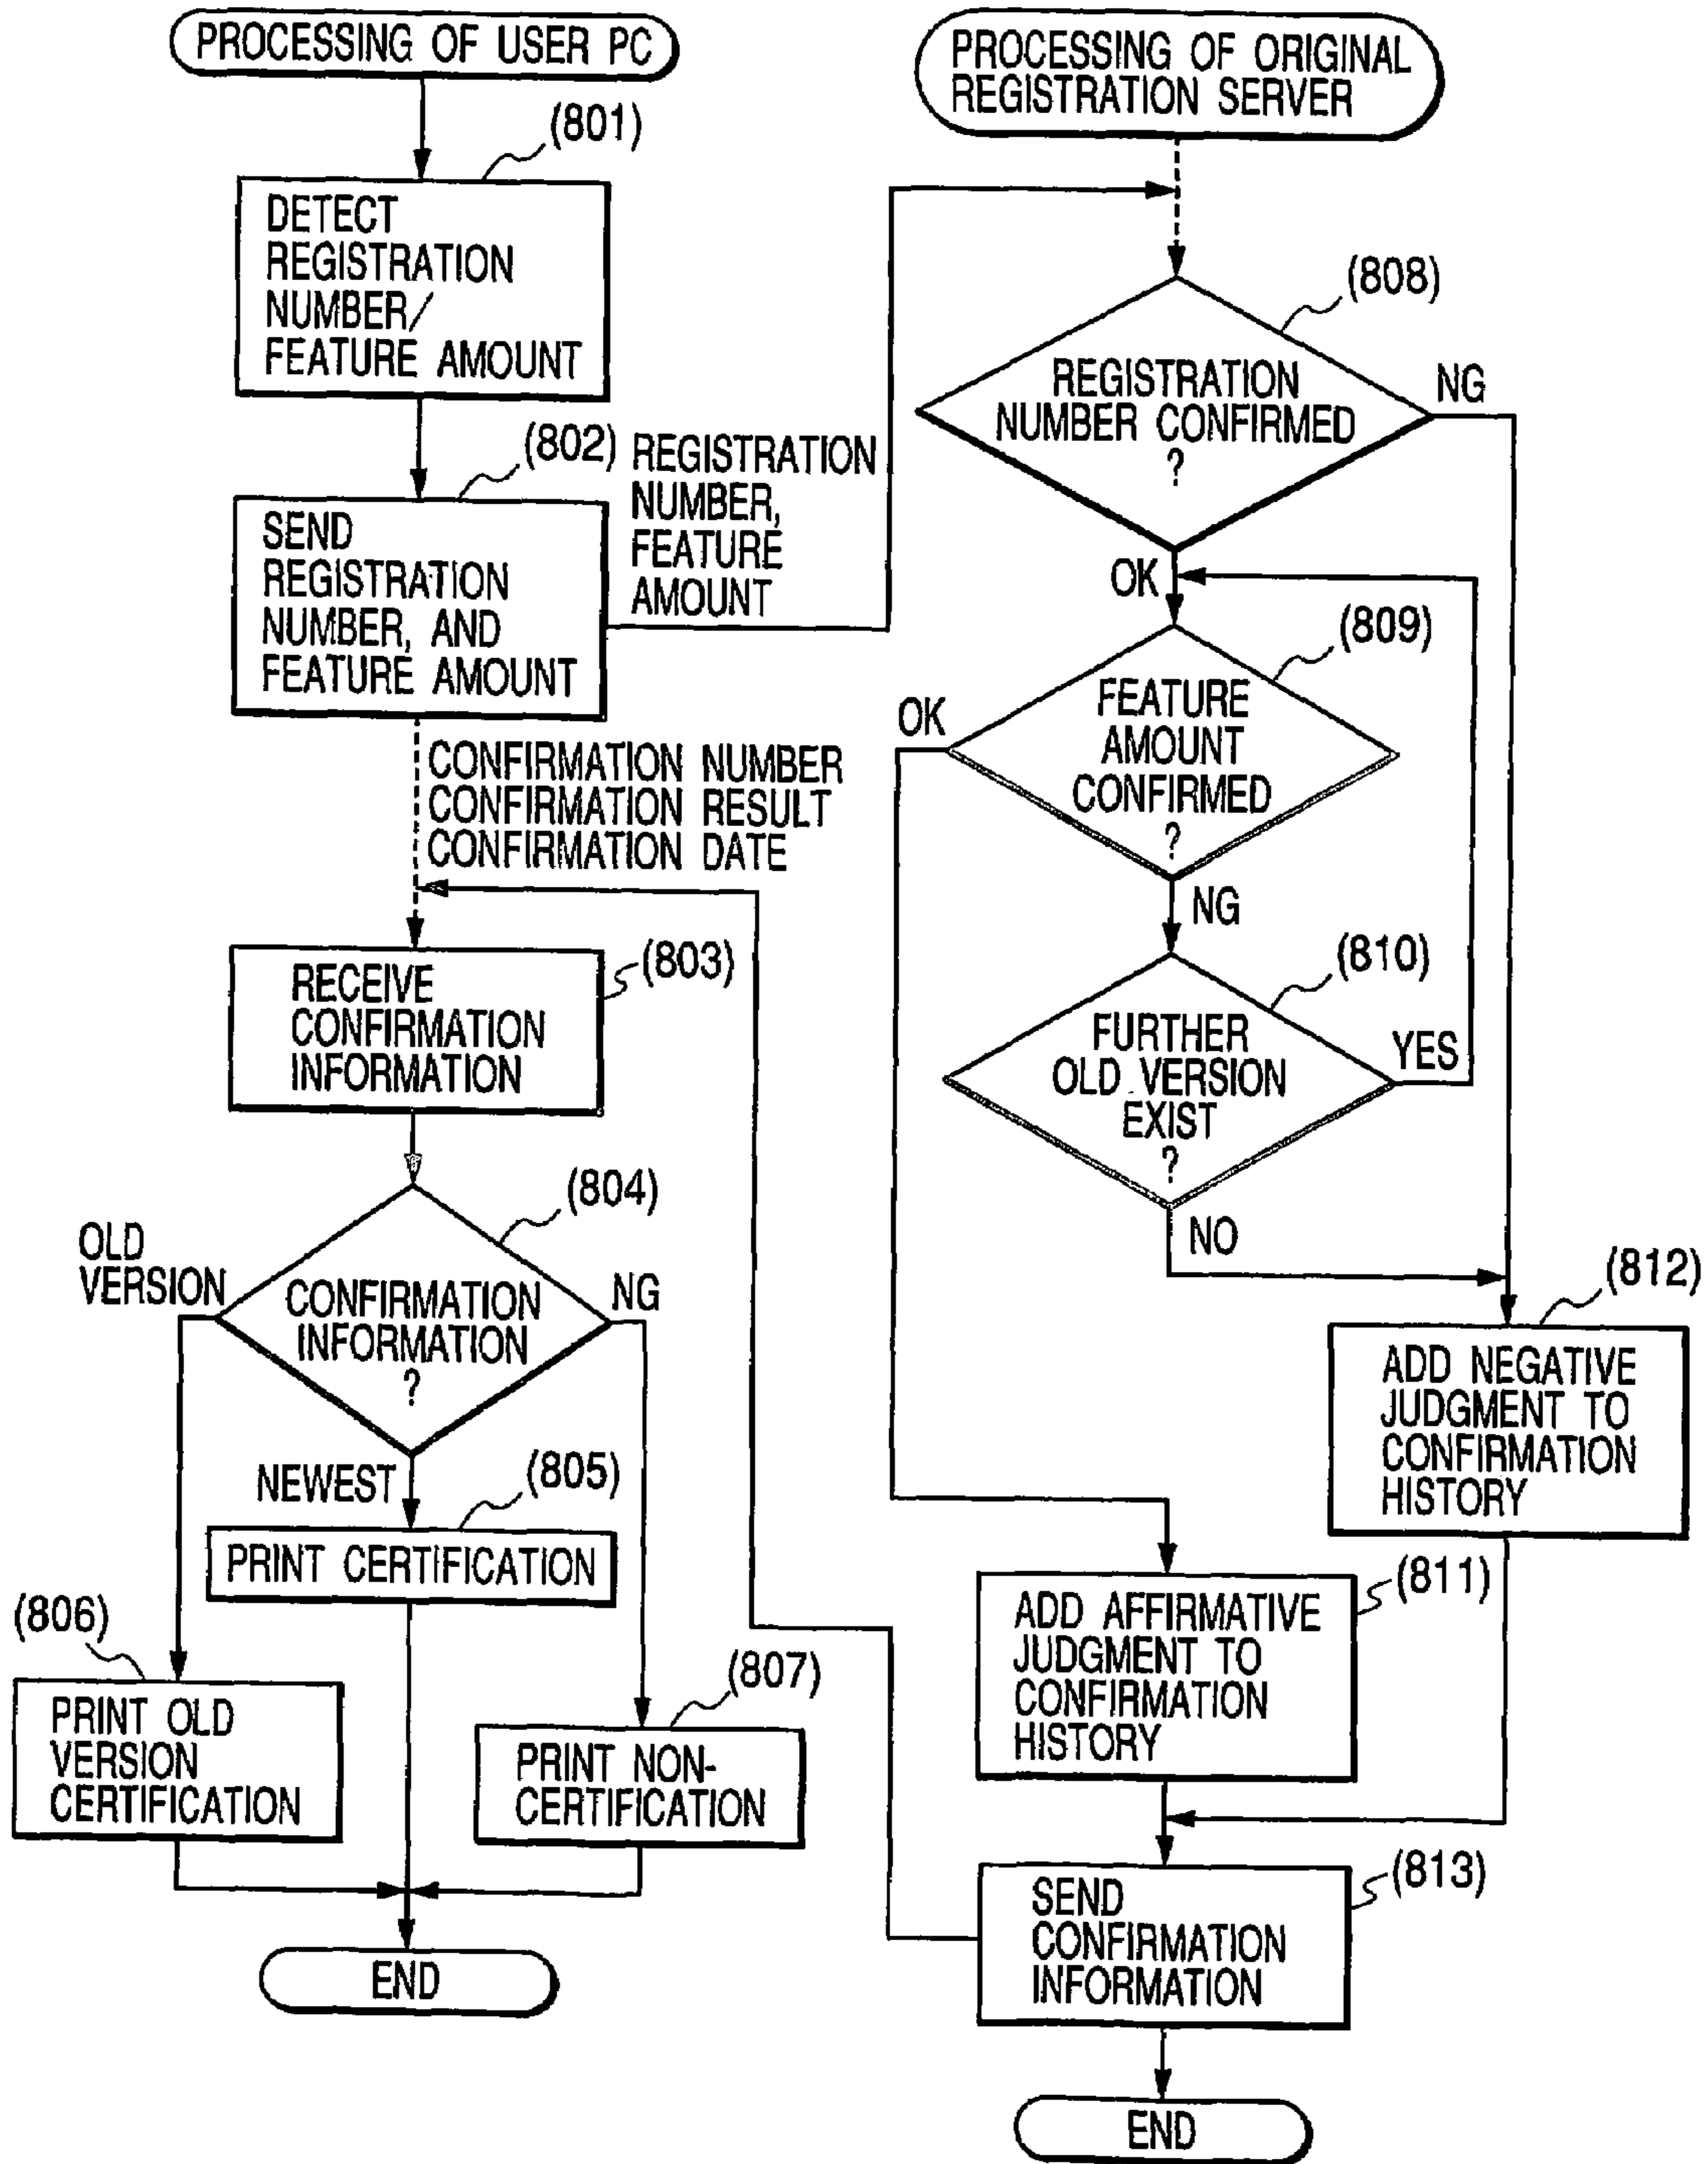 PROCESSING OF USER PC
(801)
DETECT
REGISTRATION
NUMBER/
FEATURE AMOUNT
(802)
SEND
REGISTRATION
NUMBER, AND
FEATURE AMOUNT
REGISTRATION
NUMBER,
FEATURE
AMOUNT
CONFIRMATION NUMBER
CONFIRMATION RESULT
CONFIRMATION DATE
(803)
RECEIVE
CONFIRMATION
INFORMATION
(804)
OLD
VERSION
CONFIRMATION
INFORMATION
?
NG
NEWEST
(805)
PRINT CERTIFICATION
(806)
PRINT OLD
VERSION
CERTIFICATION
(807)
PRINT NON-
CERTIFICATION
END
PROCESSING OF ORIGINAL
REGISTRATION SERVER
(808)
REGISTRATION
NUMBER CONFIRMED
?
NG
OK
(809)
FEATURE
AMOUNT
CONFIRMED
?
OK
NG
(810)
FURTHER
OLD VERSION
EXIST
?
YES
NO
(812)
ADD NEGATIVE
JUDGMENT TO
CONFIRMATION
HISTORY
(811)
ADD AFFIRMATIVE
JUDGMENT TO
CONFIRMATION
HISTORY
(813)
SEND
CONFIRMATION
INFORMATION
END